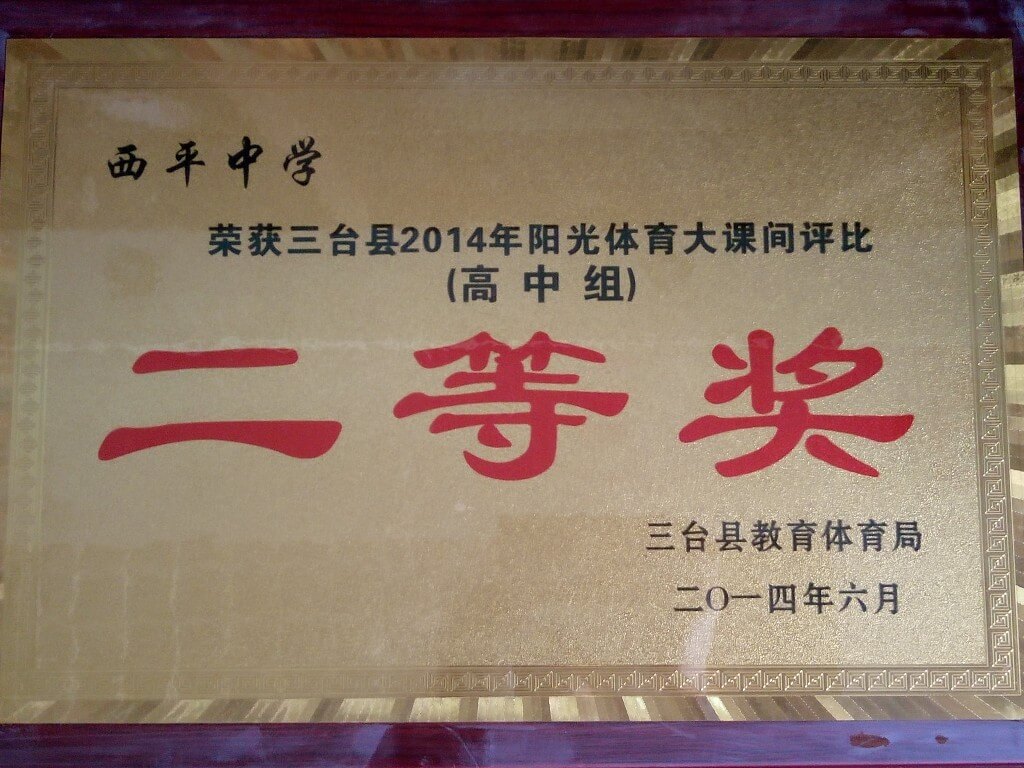 西平中学
荣获三台县2014年阳光体育大课间评比
(高中组)
二等奖
三台县教育体育局
二〇一四年六月